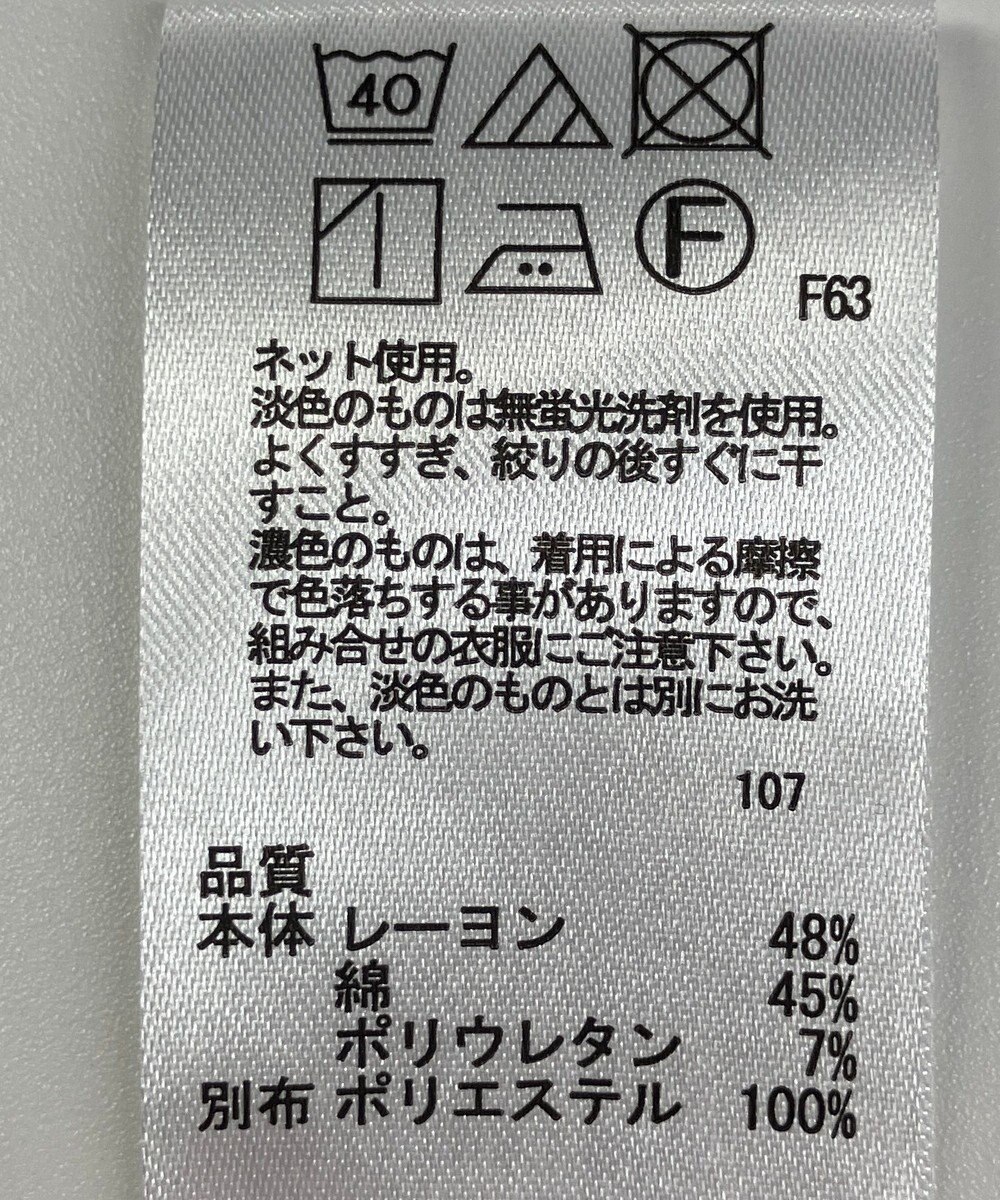 40
F
F63
ネット使用。
淡色のものは無蛍光洗剤を使用。
よくすすぎ、絞りの後すぐに干
すこと。
濃色のものは、着用による摩擦
で色落ちする事がありますので、
組み合せの衣服にご注意下さい。
また、淡色のものとは別にお洗
い下さい。
107
品質
本体 レーヨン 48%
綿 45%
ポリウレタン 7%
別布 ポリエステル 100%